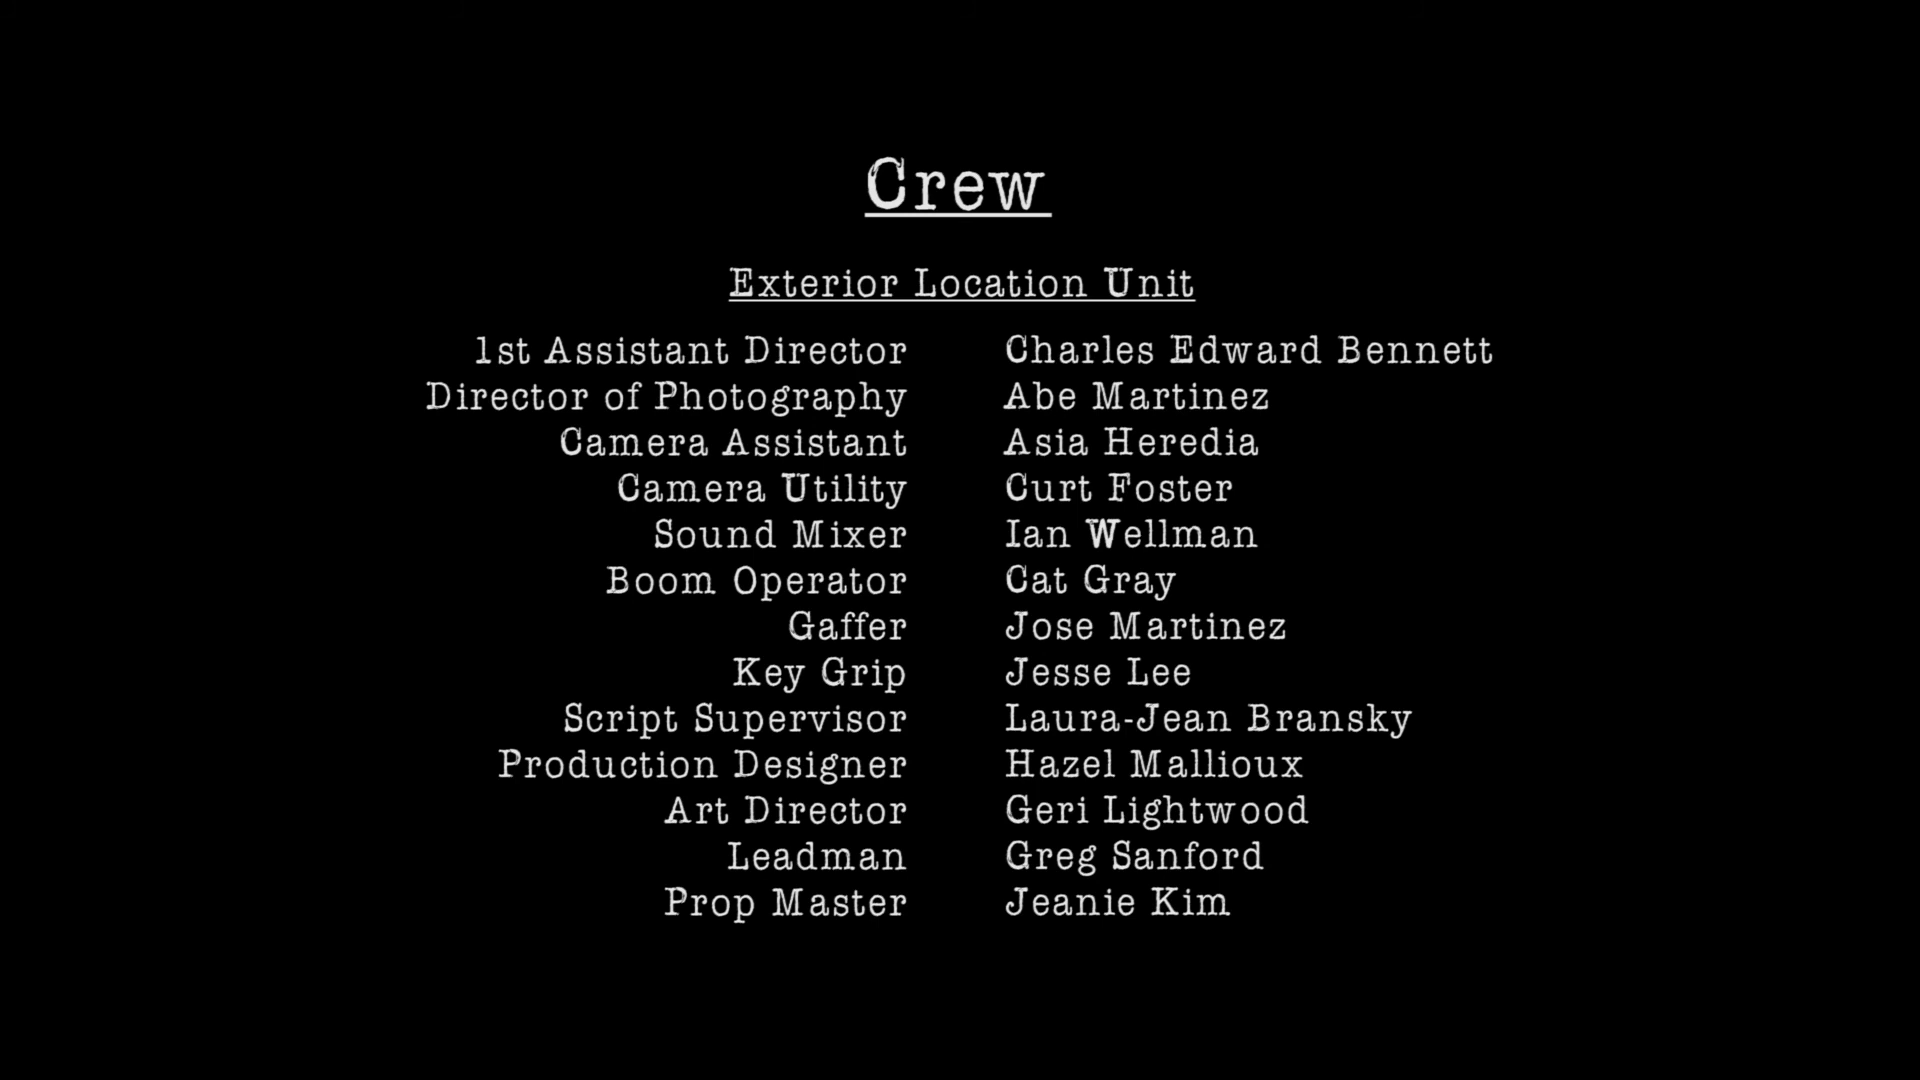 Crew
Exterior Location Unit
1st Assistant Director Charles Edward Bennett
Director of Photography Abe Martinez
Camera Assistant Asia Heredia
Camera Utility Curt Foster
Sound Mixer Ian Wellman
Boom Operator Cat Gray
Gaffer Jose Martinez
Key Grip Jesse Lee
Script Supervisor Laura-Jean Bransky
Production Designer Hazel Mallioux
Art Director Geri Lightwood
Leadman Greg Sanford
Prop Master Jeanie Kim